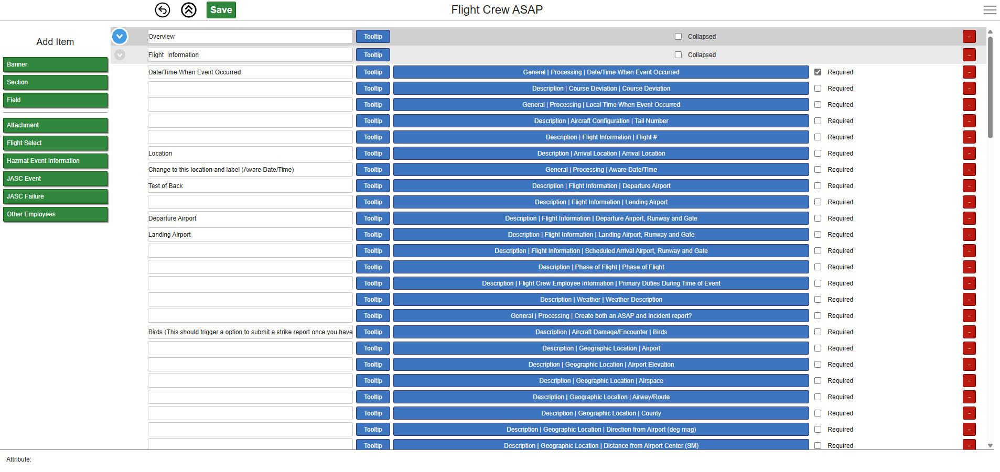 Save
Flight Crew ASAP
Add Item
Banner
Section
Field
Attachment
Flight Select
Hazmat Event Information
JASC Event
JASC Failure
Other Employees
Overview Tooltip Collapsed -
Flight  Information Tooltip Collapsed -
Date/Time When Event Occurred Tooltip General | Processing | Date/Time When Event Occurred Required -
Tooltip Description | Course Deviation | Course Deviation Required -
Tooltip General | Processing | Local Time When Event Occurred Required -
Tooltip Description | Aircraft Configuration | Tail Number Required -
Tooltip Description | Flight Information | Flight # Required -
Location Tooltip Description | Arrival Location | Arrival Location Required -
Change to this location and label (Aware Date/Time) Tooltip General | Processing | Aware Date/Time Required -
Test of Back Tooltip Description | Flight Information | Departure Airport Required -
Tooltip Description | Flight Information | Landing Airport Required -
Departure Airport Tooltip Description | Flight Information | Departure Airport, Runway and Gate Required -
Landing Airport Tooltip Description | Flight Information | Landing Airport, Runway and Gate Required -
Tooltip Description | Flight Information | Scheduled Arrival Airport, Runway and Gate Required -
Tooltip Description | Phase of Flight | Phase of Flight Required -
Tooltip Description | Flight Crew Employee Information | Primary Duties During Time of Event Required -
Tooltip Description | Weather | Weather Description Required -
Tooltip General | Processing | Create both an ASAP and Incident report? Required -
Birds (This should trigger a option to submit a strike report once you have Tooltip Description | Aircraft Damage/Encounter | Birds Required -
Tooltip Description | Geographic Location | Airport Required -
Tooltip Description | Geographic Location | Airport Elevation Required -
Tooltip Description | Geographic Location | Airspace Required -
Tooltip Description | Geographic Location | Airway/Route Required -
Tooltip Description | Geographic Location | County Required -
Tooltip Description | Geographic Location | Direction from Airport (deg mag) Required -
Tooltip Description | Geographic Location | Distance from Airport Center (SM) Required -
Attribute: